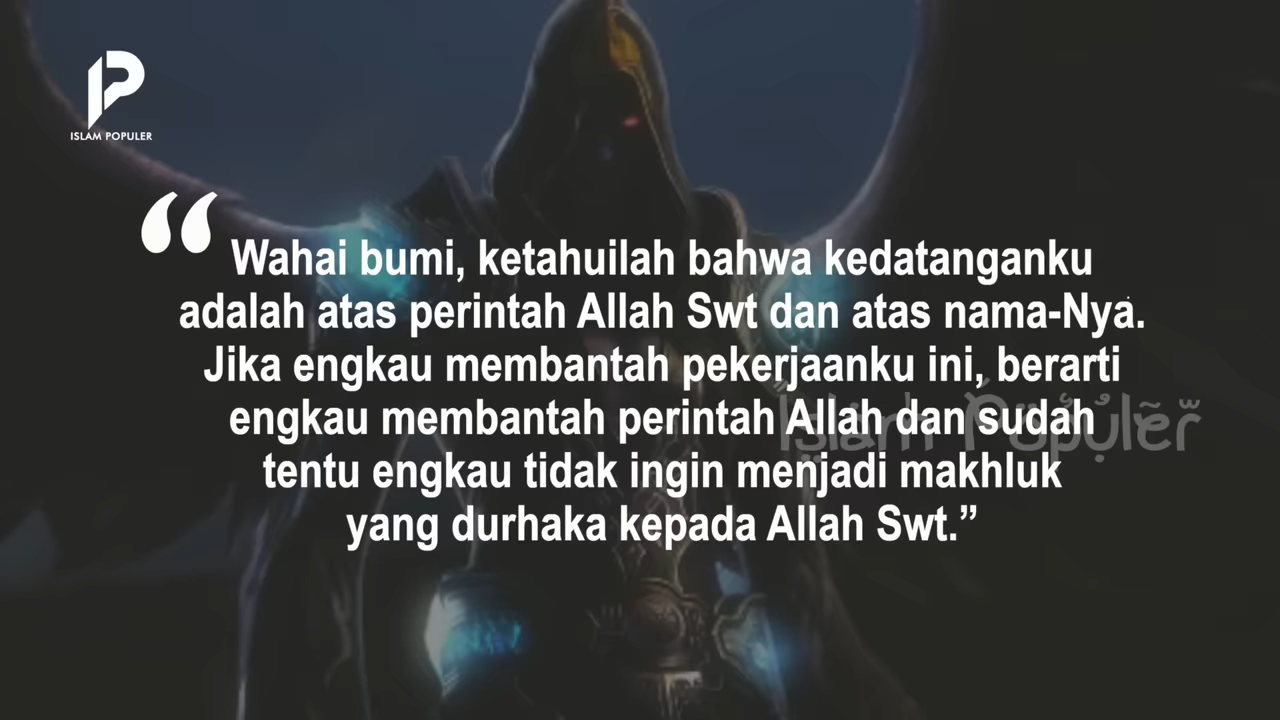 ISLAM POPULER
“Wahai bumi, ketahuilah bahwa kedatanganku
adalah atas perintah Allah Swt dan atas nama-Nya.
Jika engkau membantah pekerjaanku ini, berarti
engkau membantah perintah Allah dan sudah
tentu engkau tidak ingin menjadi makhluk
yang durhaka kepada Allah Swt.”
Islam Populer